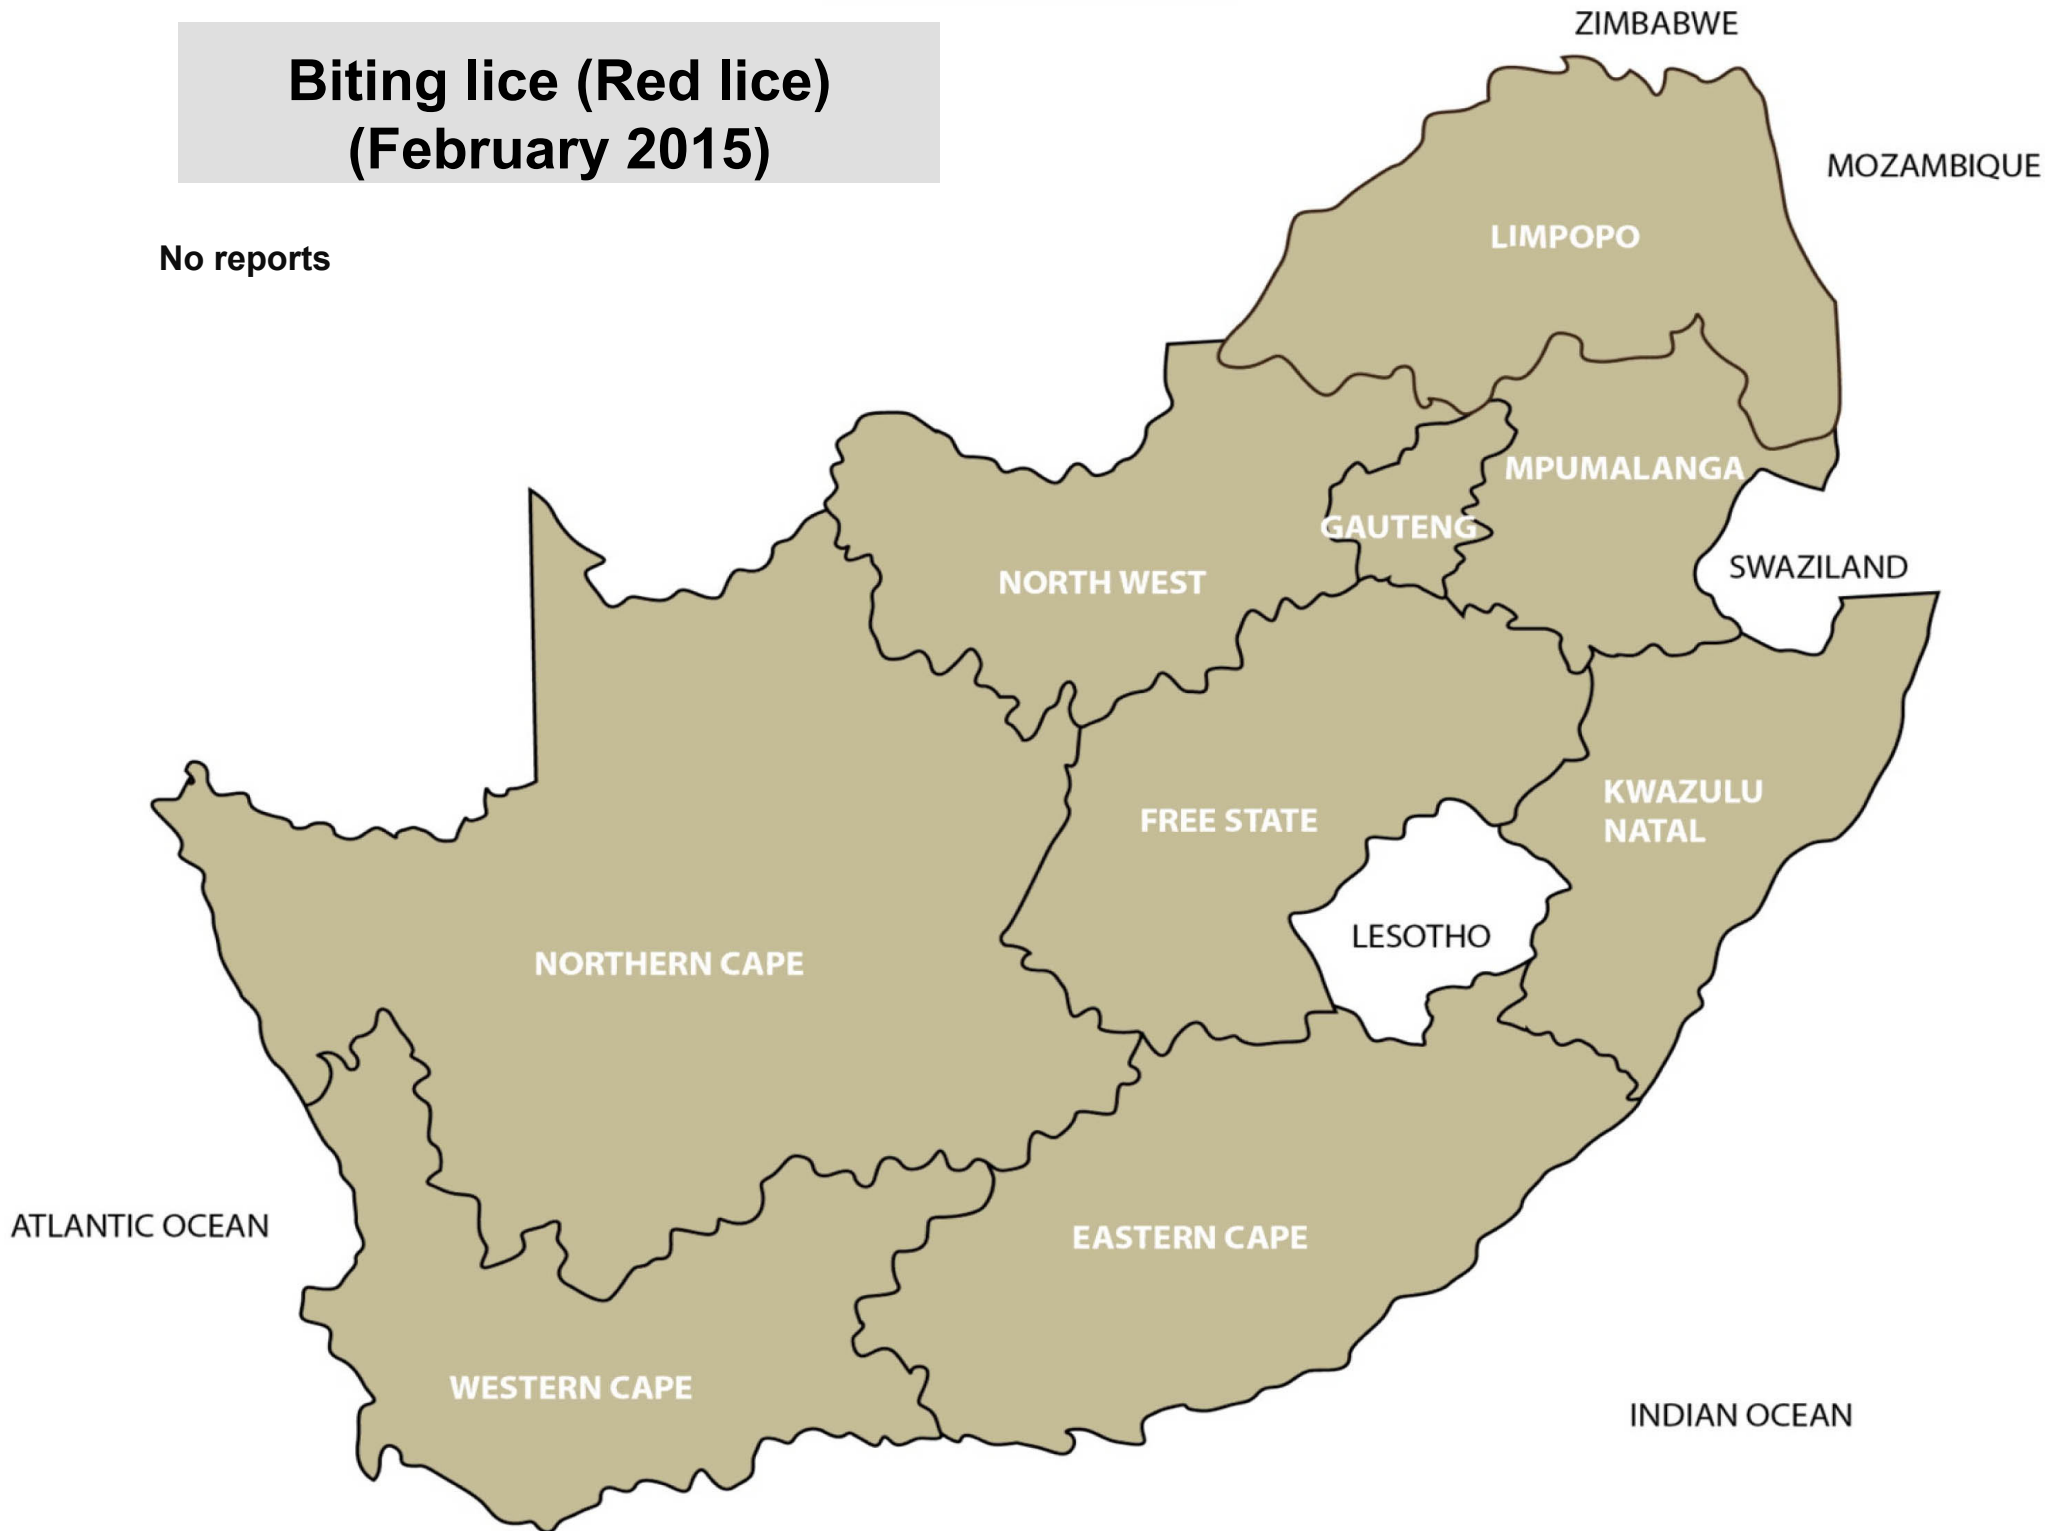 ZIMBABWE
Biting lice (Red lice)
(February 2015)
MOZAMBIQUE
LIMPOPO
No reports
MPUMALANGA
GAUTENG
SWAZILAND
NORTH WEST
KWAZULU
NATAL
FREE STATE
LESOTHO
NORTHERN CAPE
ATLANTIC OCEAN
EASTERN CAPE
WESTERN CAPE
INDIAN OCEAN